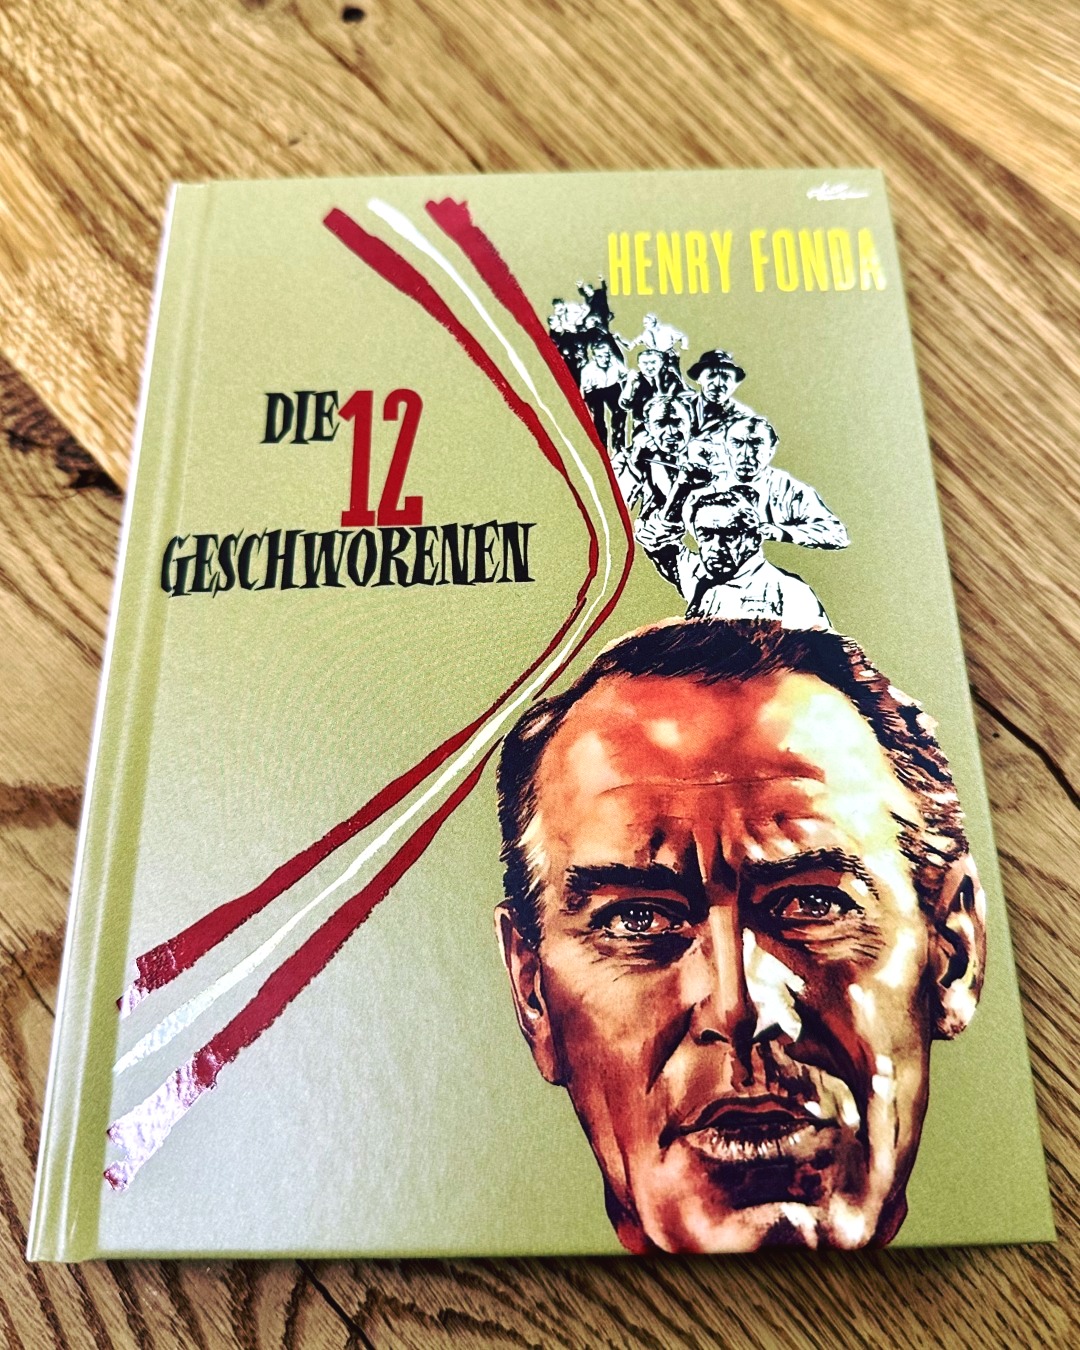 HENRY FONDA
DIE 12
GESCHWORENEN